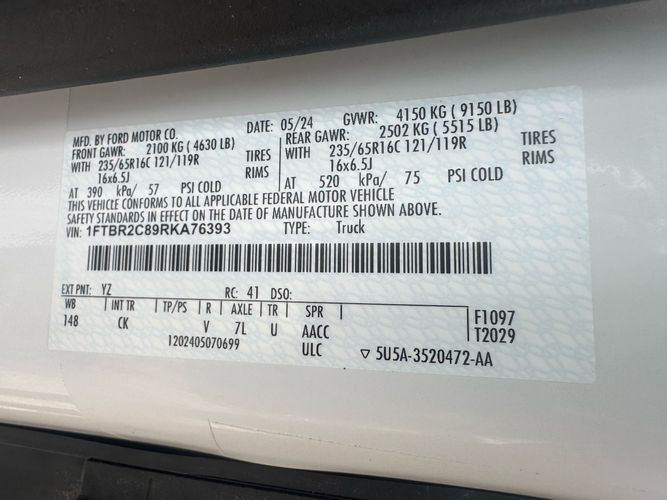 MFD. BY FORD MOTOR CO.
DATE: 05/24 GVWR: 4150 KG ( 9150 LB)
FRONT GAWR: 2100 KG ( 4630 LB)
WITH 235/65R16C 121/119R TIRES
16x6.5J RIMS
AT 390 kPa/ 57 PSI COLD
REAR GAWR: 2502 KG ( 5515 LB)
WITH 235/65R16C 121/119R TIRES
16x6.5J RIMS
AT 520 kPa/ 75 PSI COLD
THIS VEHICLE CONFORMS TO ALL APPLICABLE FEDERAL MOTOR VEHICLE
SAFETY STANDARDS IN EFFECT ON THE DATE OF MANUFACTURE SHOWN ABOVE.
VIN: 1FTBR2C89RKA76393 TYPE: Truck
EXT PNT: YZ RC: 41 DSO:
WB INT TR TP/PS R AXLE TR SPR
148 CK V 7L U AACC
1202405070699 ULC
F1097
T2029
▽ 5U5A-3520472-AA